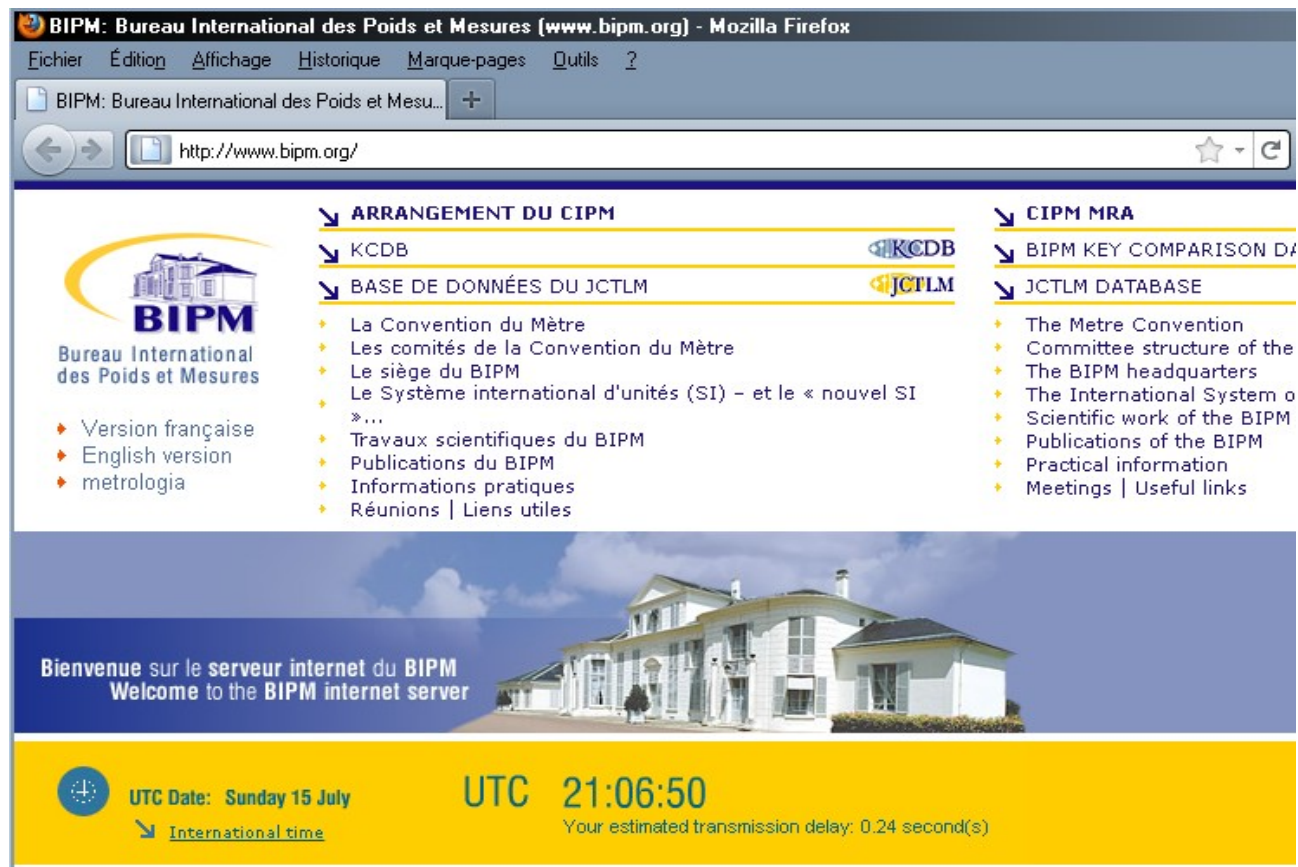 BIPM: Bureau International des Poids et Mesures (www.bipm.org) - Mozilla Firefox
Fichier Édition Affichage Historique Marque-pages Outils ?
BIPM: Bureau International des Poids et Mesu... +
http://www.bipm.org/
BIPM
Bureau International
des Poids et Mesures
Version française
English version
metrologia
ARRANGEMENT DU CIPM
KCDB KCDB
BASE DE DONNÉES DU JCTLM JCTLM
La Convention du Mètre
Les comités de la Convention du Mètre
Le siège du BIPM
Le Système international d'unités (SI) – et le « nouvel SI
»...
Travaux scientifiques du BIPM
Publications du BIPM
Informations pratiques
Réunions | Liens utiles
CIPM MRA
BIPM KEY COMPARISON DA
JCTLM DATABASE
The Metre Convention
Committee structure of the
The BIPM headquarters
The International System o
Scientific work of the BIPM
Publications of the BIPM
Practical information
Meetings | Useful links
Bienvenue sur le serveur internet du BIPM
Welcome to the BIPM internet server
UTC Date: Sunday 15 July
International time
UTC 21:06:50
Your estimated transmission delay: 0.24 second(s)